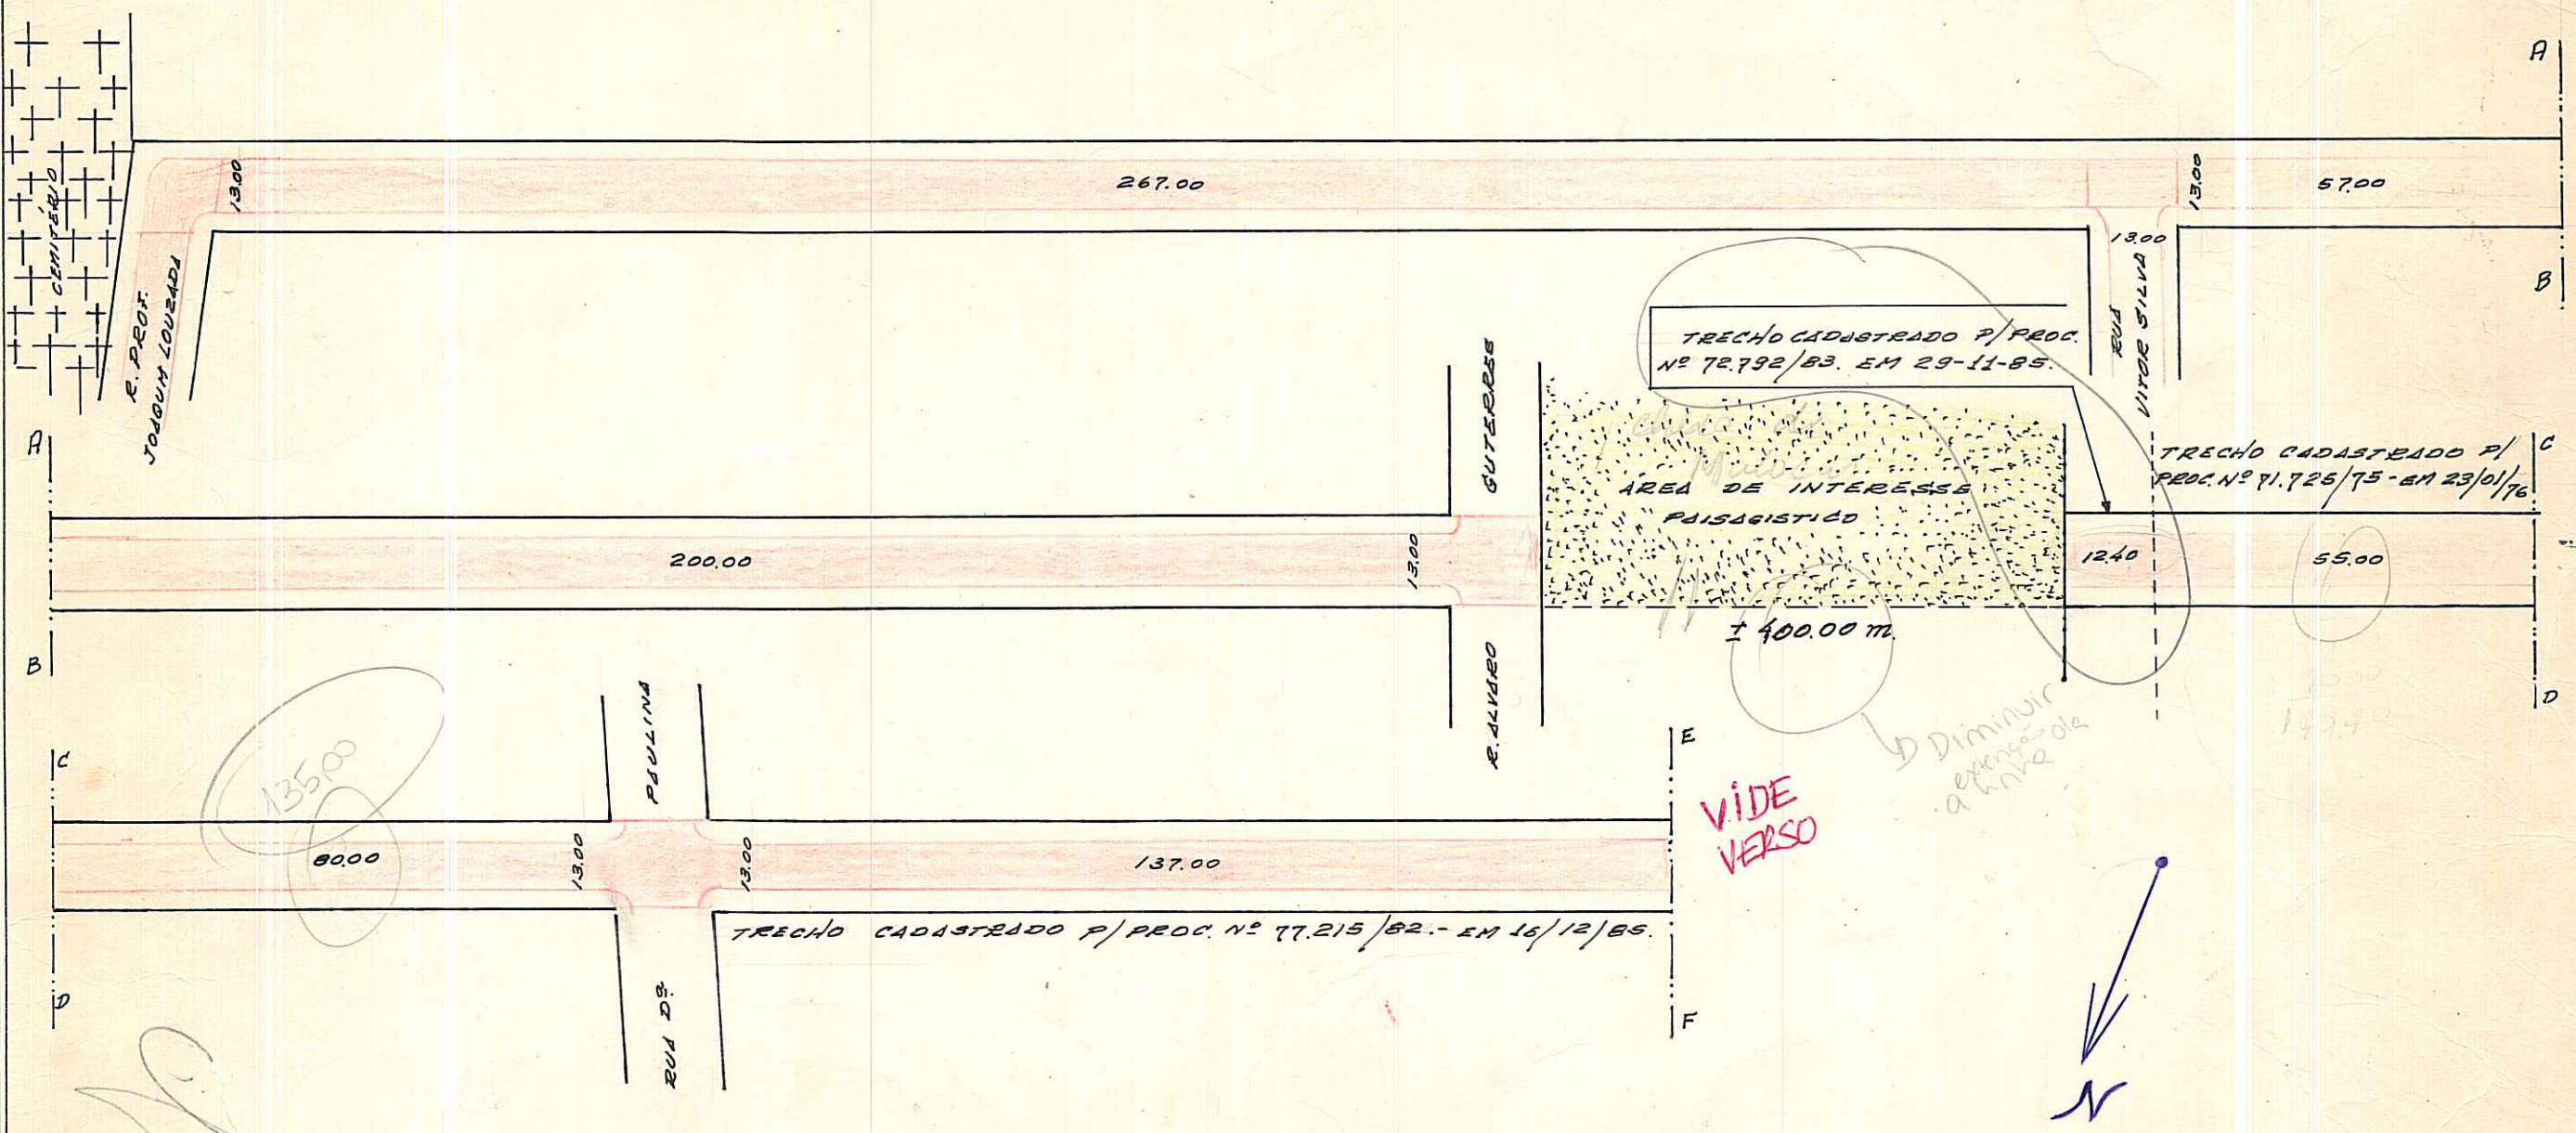 CEMITÉRIO
R. PROF.
JOAQUIM LOUZADA
13.00
267.00
13.00
57.00
13.00
RUA
VITOR SILVA
A
B
TRECHO CADASTRADO P/ PROC.
Nº 72.792/83. EM 29-11-85.
TRECHO CADASTRADO P/
PROC. Nº 71.725/75 - EM 23/01/76
A
B
200.00
13.00
GUTERRES
R. ALVARO
ÁREA DE INTERESSE
PAISAGISTICO
± 400.00 m.
12.40
55.00
C
D
Diminuir
a extenção da
linha
C
D
135,00
80.00
13.00
PAULINA
RUA Dª
13.00
137.00
TRECHO CADASTRADO P/ PROC. Nº 77.215/82. - EM 16/12/85.
E
F
VIDE
VERSO
N